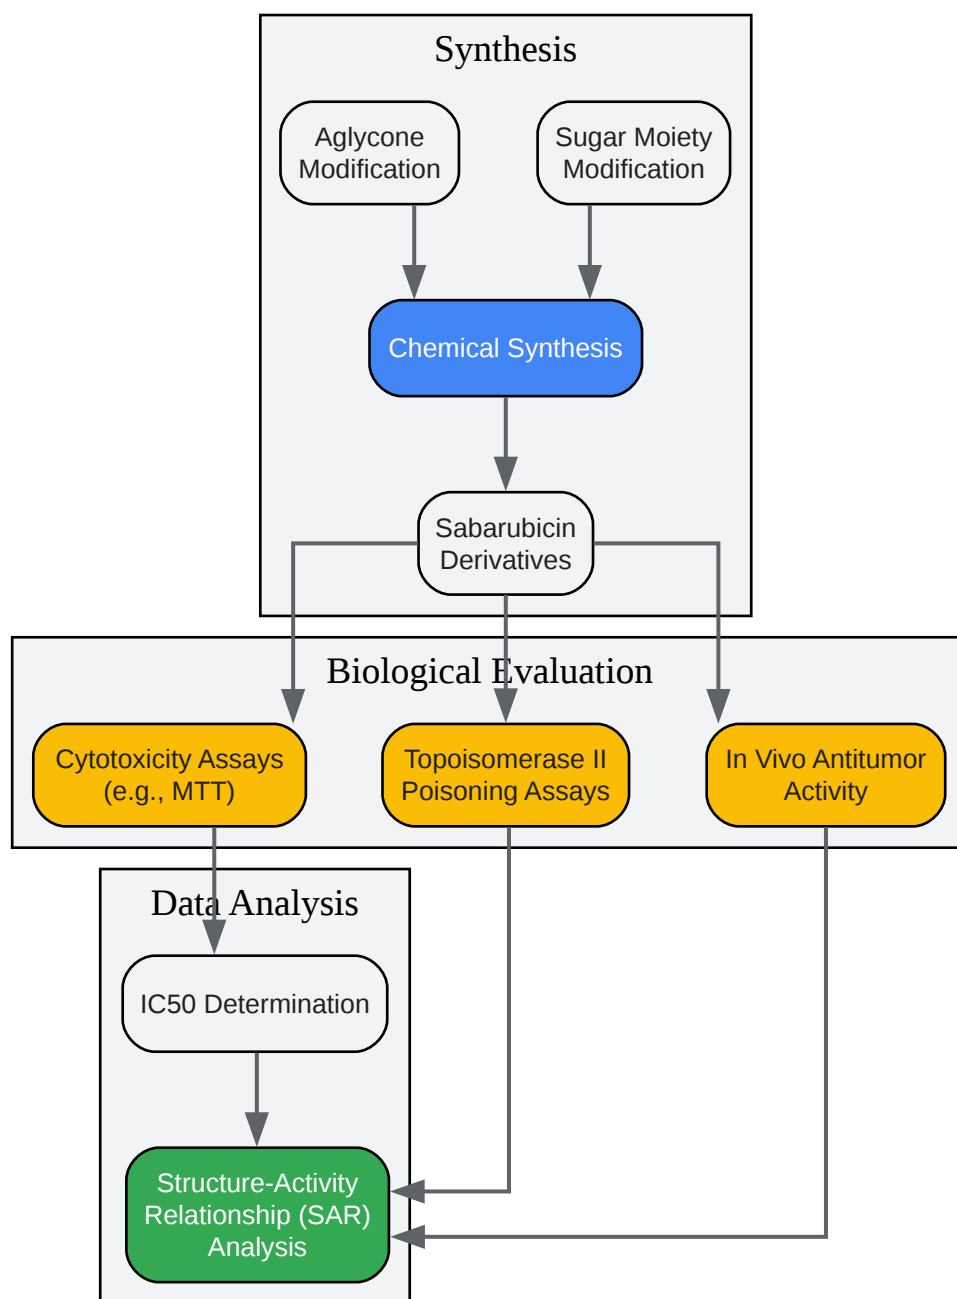 Synthesis
Aglycone
Modification
Sugar Moiety
Modification
Chemical Synthesis
Sabarubicin
Derivatives
Biological Evaluation
Cytotoxicity Assays
(e.g., MTT)
Topoisomerase II
Poisoning Assays
In Vivo Antitumor
Activity
Data Analysis
IC50 Determination
Structure-Activity
Relationship (SAR)
Analysis